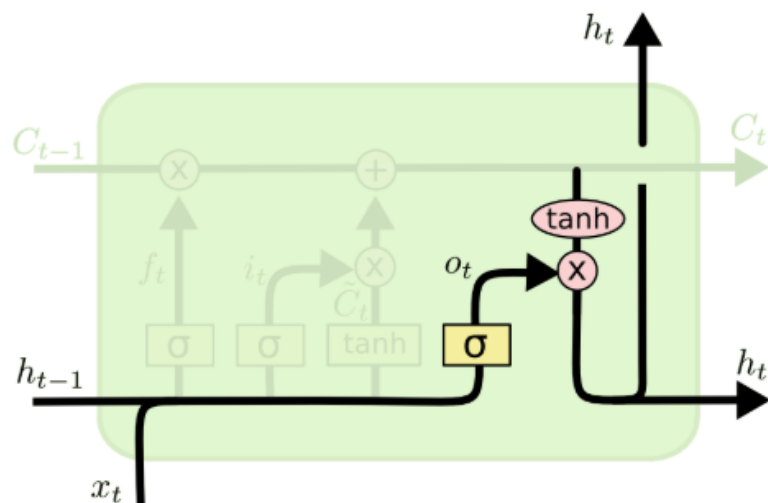 h_t
C_{t-1}
C_t
x
+
tanh
f_t
i_t
x
o_t
x
C̃_t
σ
σ
tanh
σ
h_{t-1}
h_t
x_t